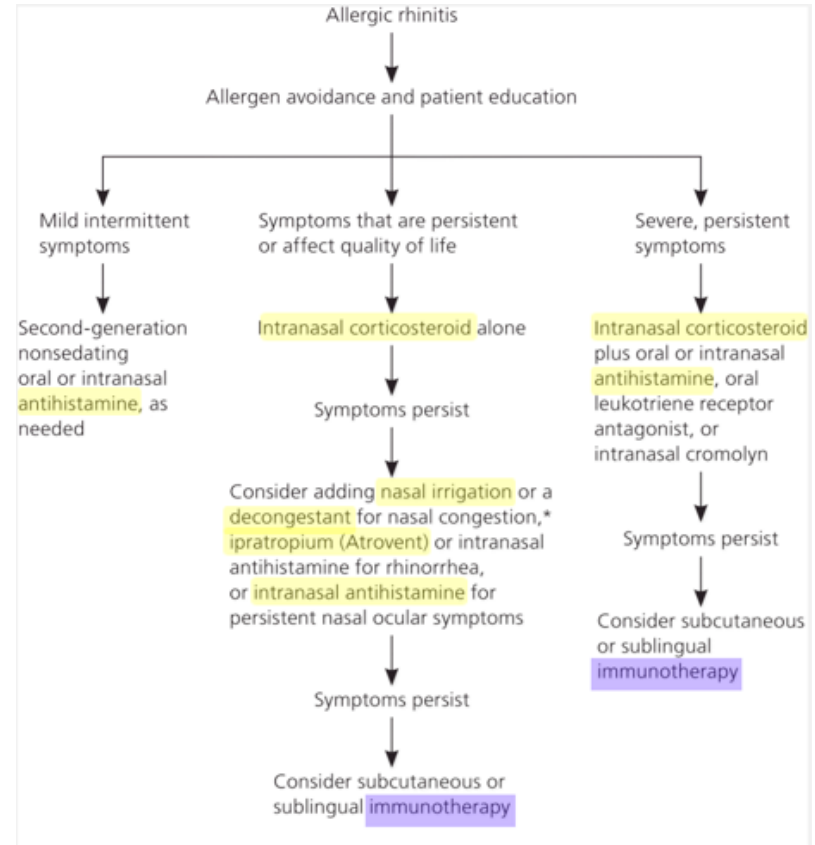 Allergic rhinitis
Allergen avoidance and patient education
Mild intermittent
symptoms
Second-generation
nonsedating
oral or intranasal
antihistamine, as
needed
Symptoms that are persistent
or affect quality of life
Intranasal corticosteroid alone
Symptoms persist
Consider adding nasal irrigation or a
decongestant for nasal congestion,*
ipratropium (Atrovent) or intranasal
antihistamine for rhinorrhea,
or intranasal antihistamine for
persistent nasal ocular symptoms
Symptoms persist
Consider subcutaneous or
sublingual immunotherapy
Severe, persistent
symptoms
Intranasal corticosteroid
plus oral or intranasal
antihistamine, oral
leukotriene receptor
antagonist, or
intranasal cromolyn
Symptoms persist
Consider subcutaneous
or sublingual
immunotherapy